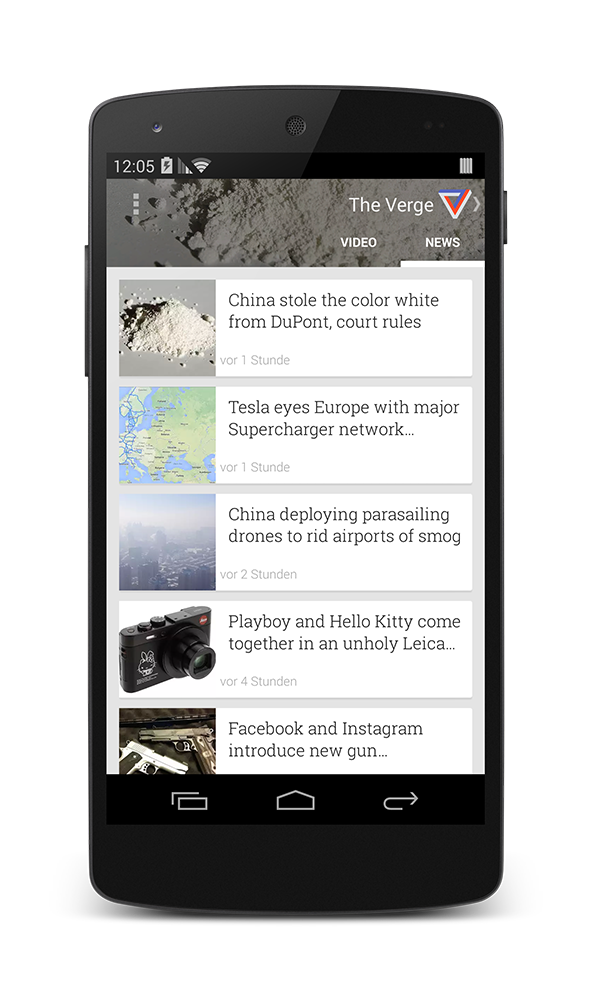 12:05
The Verge
VIDEO
NEWS
China stole the color white
from DuPont, court rules
vor 1 Stunde
Tesla eyes Europe with major
Supercharger network...
vor 1 Stunde
China deploying parasailing
drones to rid airports of smog
vor 2 Stunden
Playboy and Hello Kitty come
together in an unholy Leica...
vor 4 Stunden
Facebook and Instagram
introduce new gun...